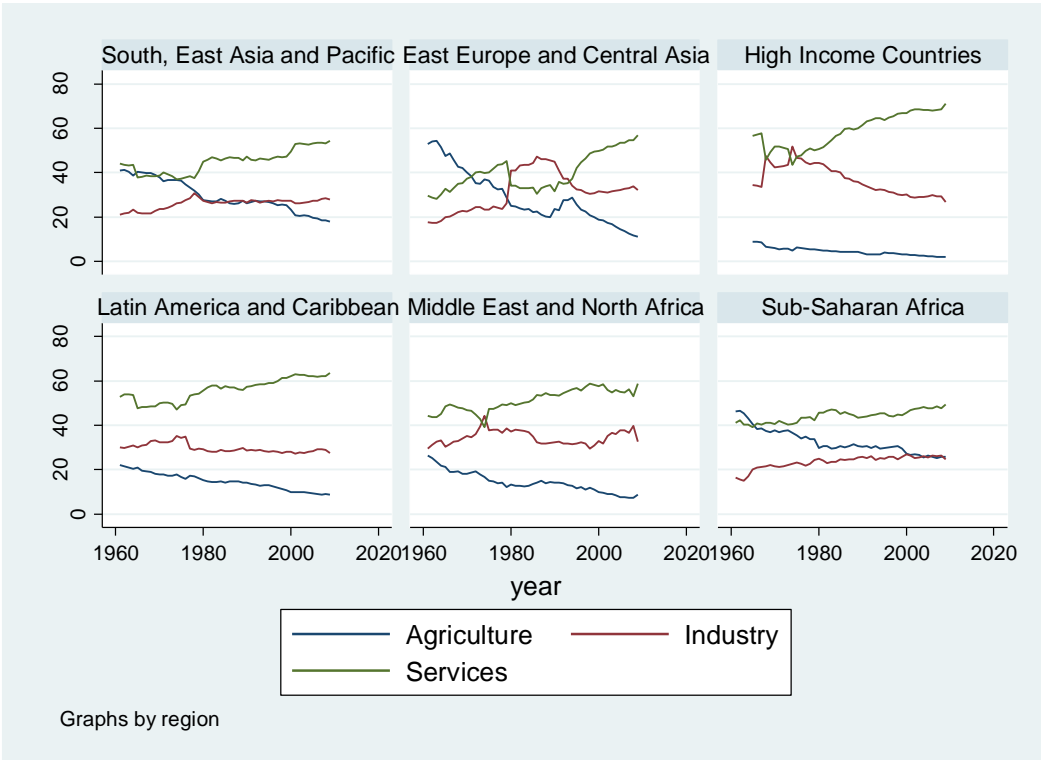 South, East Asia and Pacific
East Europe and Central Asia
High Income Countries
80
60
40
20
0
Latin America and Caribbean
Middle East and North Africa
Sub-Saharan Africa
80
60
40
20
0
1960 1980 2000 2020
1960 1980 2000 2020
1960 1980 2000 2020
year
Agriculture
Industry
Services
Graphs by region